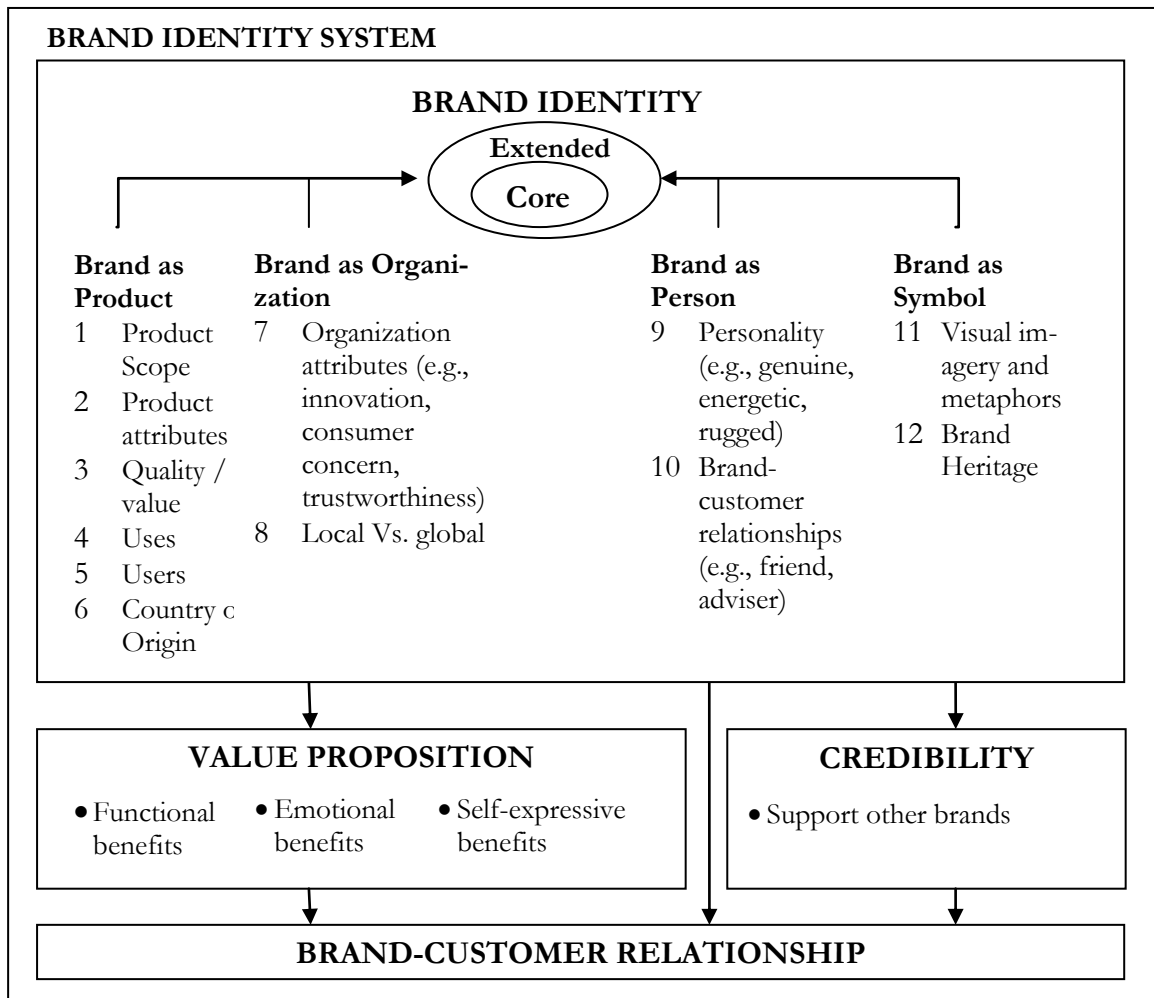 BRAND IDENTITY SYSTEM
BRAND IDENTITY
Extended
Core
Brand as
Product
1 Product
Scope
2 Product
attributes
3 Quality /
value
4 Uses
5 Users
6 Country o
Origin
Brand as Organi-
zation
7 Organization
attributes (e.g.,
innovation,
consumer
concern,
trustworthiness)
8 Local Vs. global
Brand as
Person
9 Personality
(e.g., genuine,
energetic,
rugged)
10 Brand-
customer
relationships
(e.g., friend,
adviser)
Brand as
Symbol
11 Visual im-
agery and
metaphors
12 Brand
Heritage
VALUE PROPOSITION
• Functional
benefits
• Emotional
benefits
• Self-expressive
benefits
CREDIBILITY
• Support other brands
BRAND-CUSTOMER RELATIONSHIP